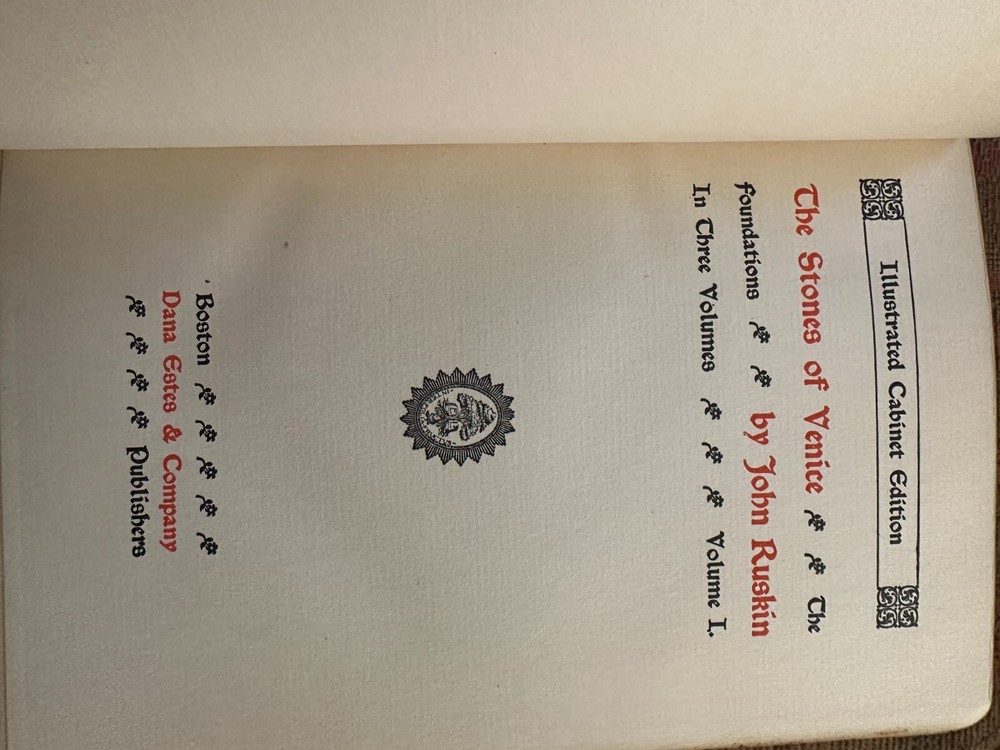 Illustrated Cabinet Edition
The Stones of Venice The
Foundations by John Ruskin
In Three Volumes Volume I.
Boston
Dana Estes & Company
Publishers